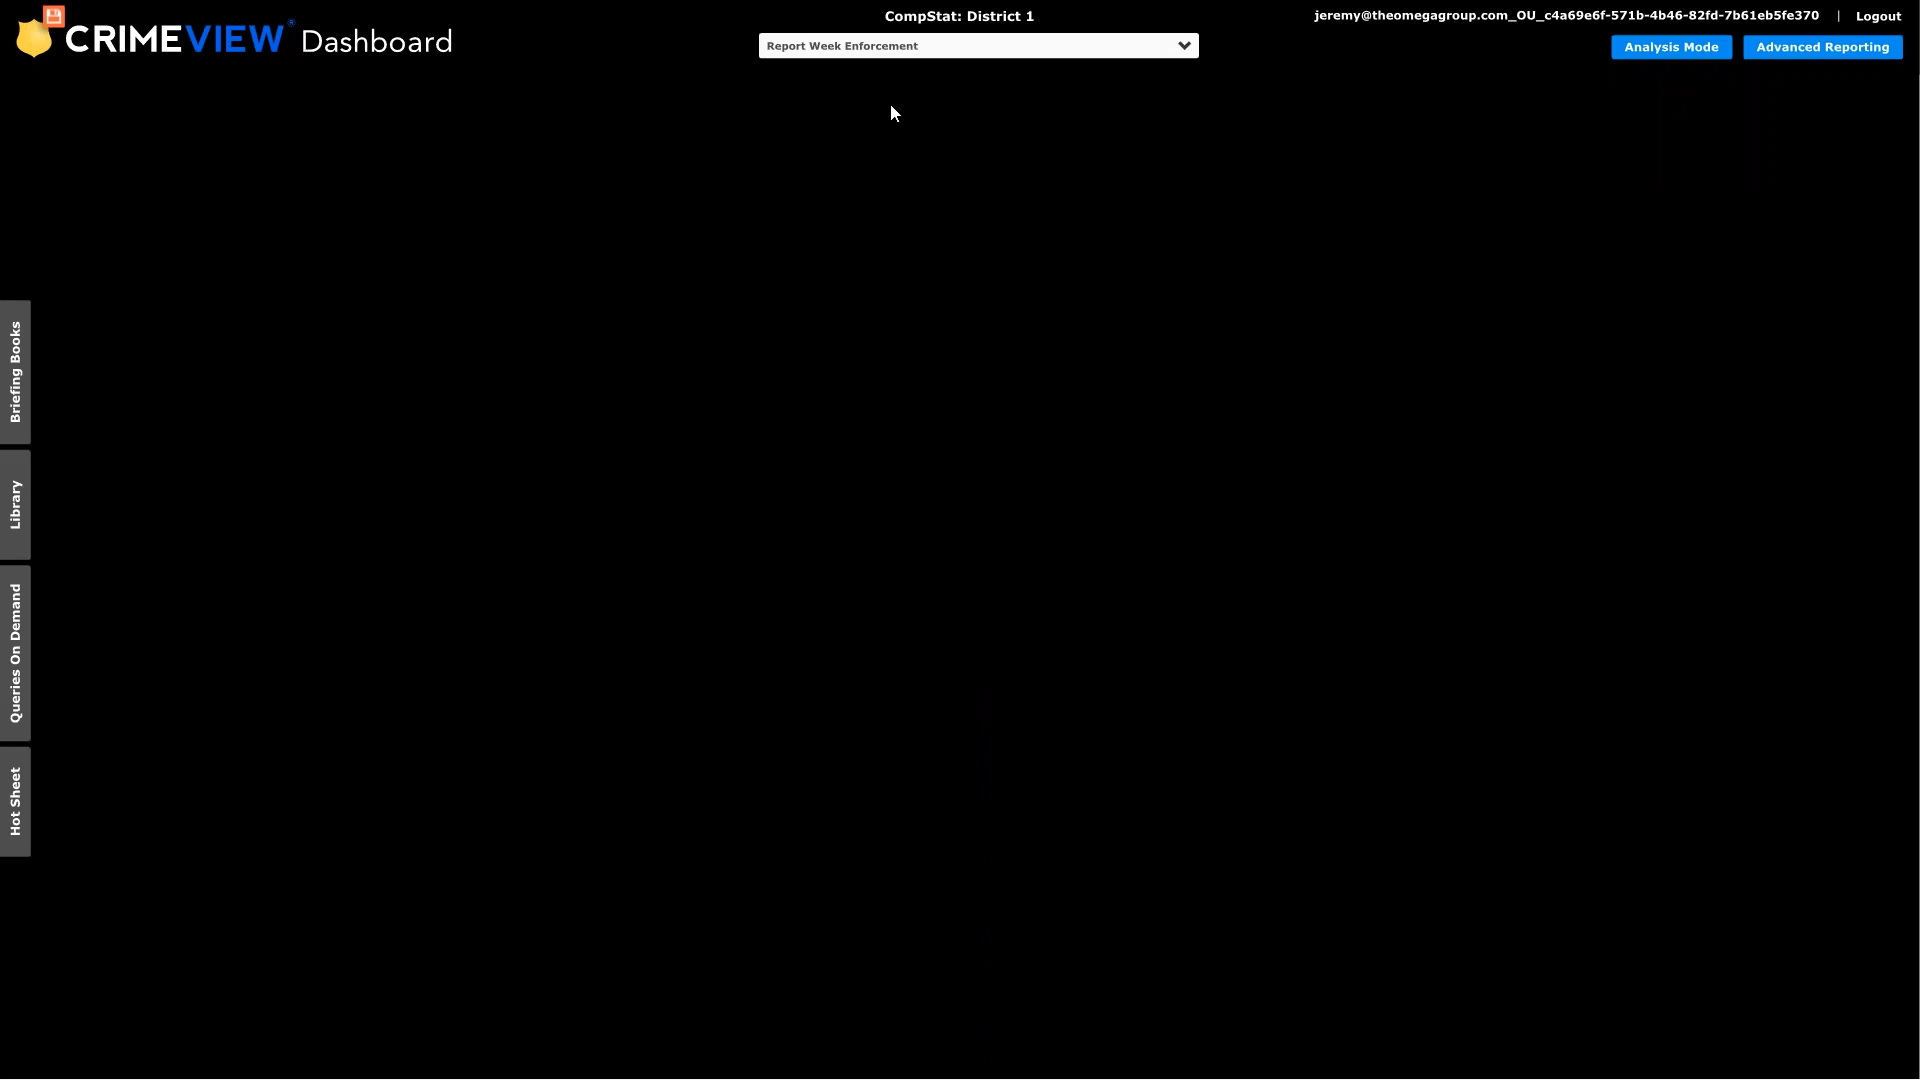 CRIMEVIEW® Dashboard
CompStat: District 1
Report Week Enforcement
jeremy@theomegagroup.com_OU_c4a69e6f-571b-4b46-82fd-7b61eb5fe370 | Logout
Analysis Mode
Advanced Reporting
Briefing Books
Library
Queries On Demand
Hot Sheet